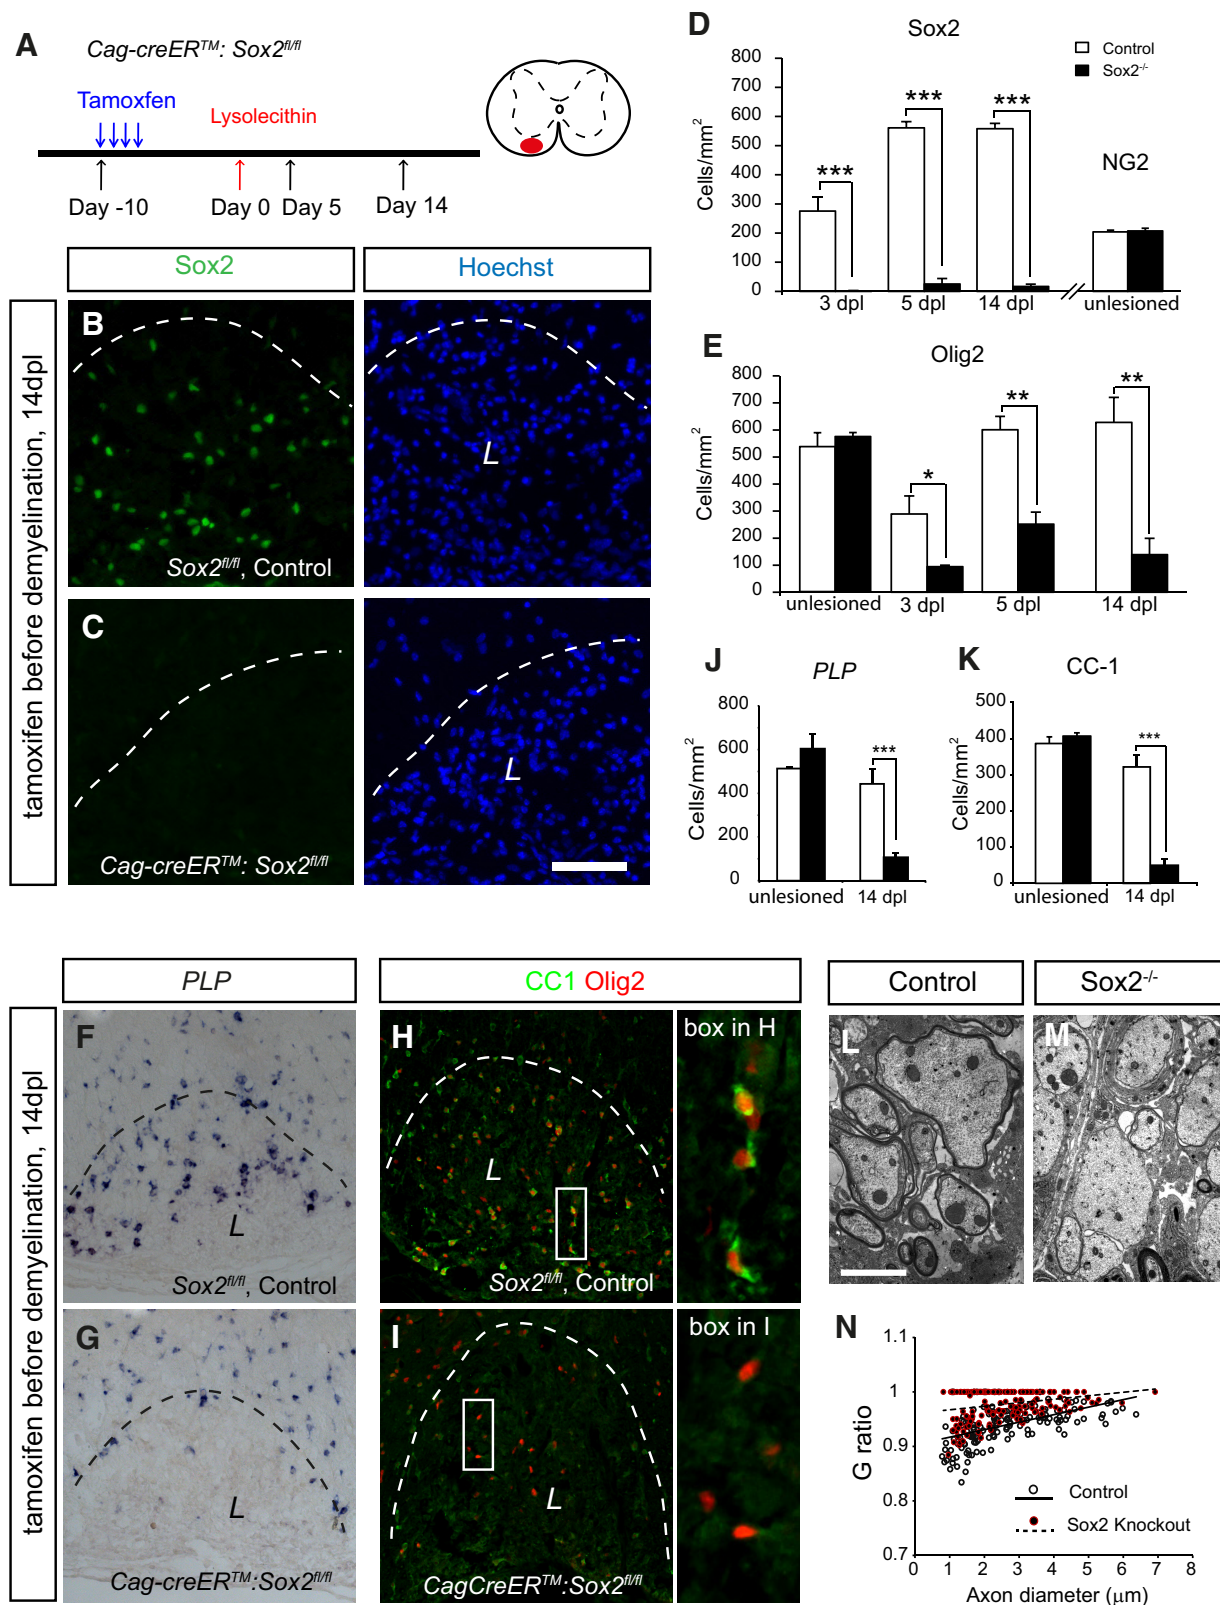 A
Cag-creER™: Sox2fl/fl
Tamoxfen
Lysolecithin
Day -10
Day 0
Day 5
Day 14
D
Sox2
Control
Sox2-/-
NG2
Cells/mm2
800
700
600
500
400
300
200
100
0
***
***
***
3 dpl
5 dpl
14 dpl
unlesioned
Sox2
Hoechst
tamoxifen before demyelination, 14dpl
B
L
Sox2fl/fl, Control
C
L
Cag-creER™: Sox2fl/fl
E
Olig2
Cells/mm2
800
700
600
500
400
300
200
100
0
*
**
**
unlesioned
3 dpl
5 dpl
14 dpl
J
PLP
Cells/mm2
800
600
400
200
0
***
unlesioned
14 dpl
K
CC-1
Cells/mm2
500
400
300
200
100
0
***
unlesioned
14 dpl
PLP
CC1 Olig2
Control
Sox2-/-
tamoxifen before demyelination, 14dpl
F
L
Sox2fl/fl, Control
G
L
Cag-creER™:Sox2fl/fl
H
L
Sox2fl/fl, Control
box in H
I
L
CagCreER™:Sox2fl/fl
box in I
L
M
N
G ratio
1.1
1
0.9
0.8
0.7
Control
Sox2 Knockout
0 1 2 3 4 5 6 7 8
Axon diameter (µm)